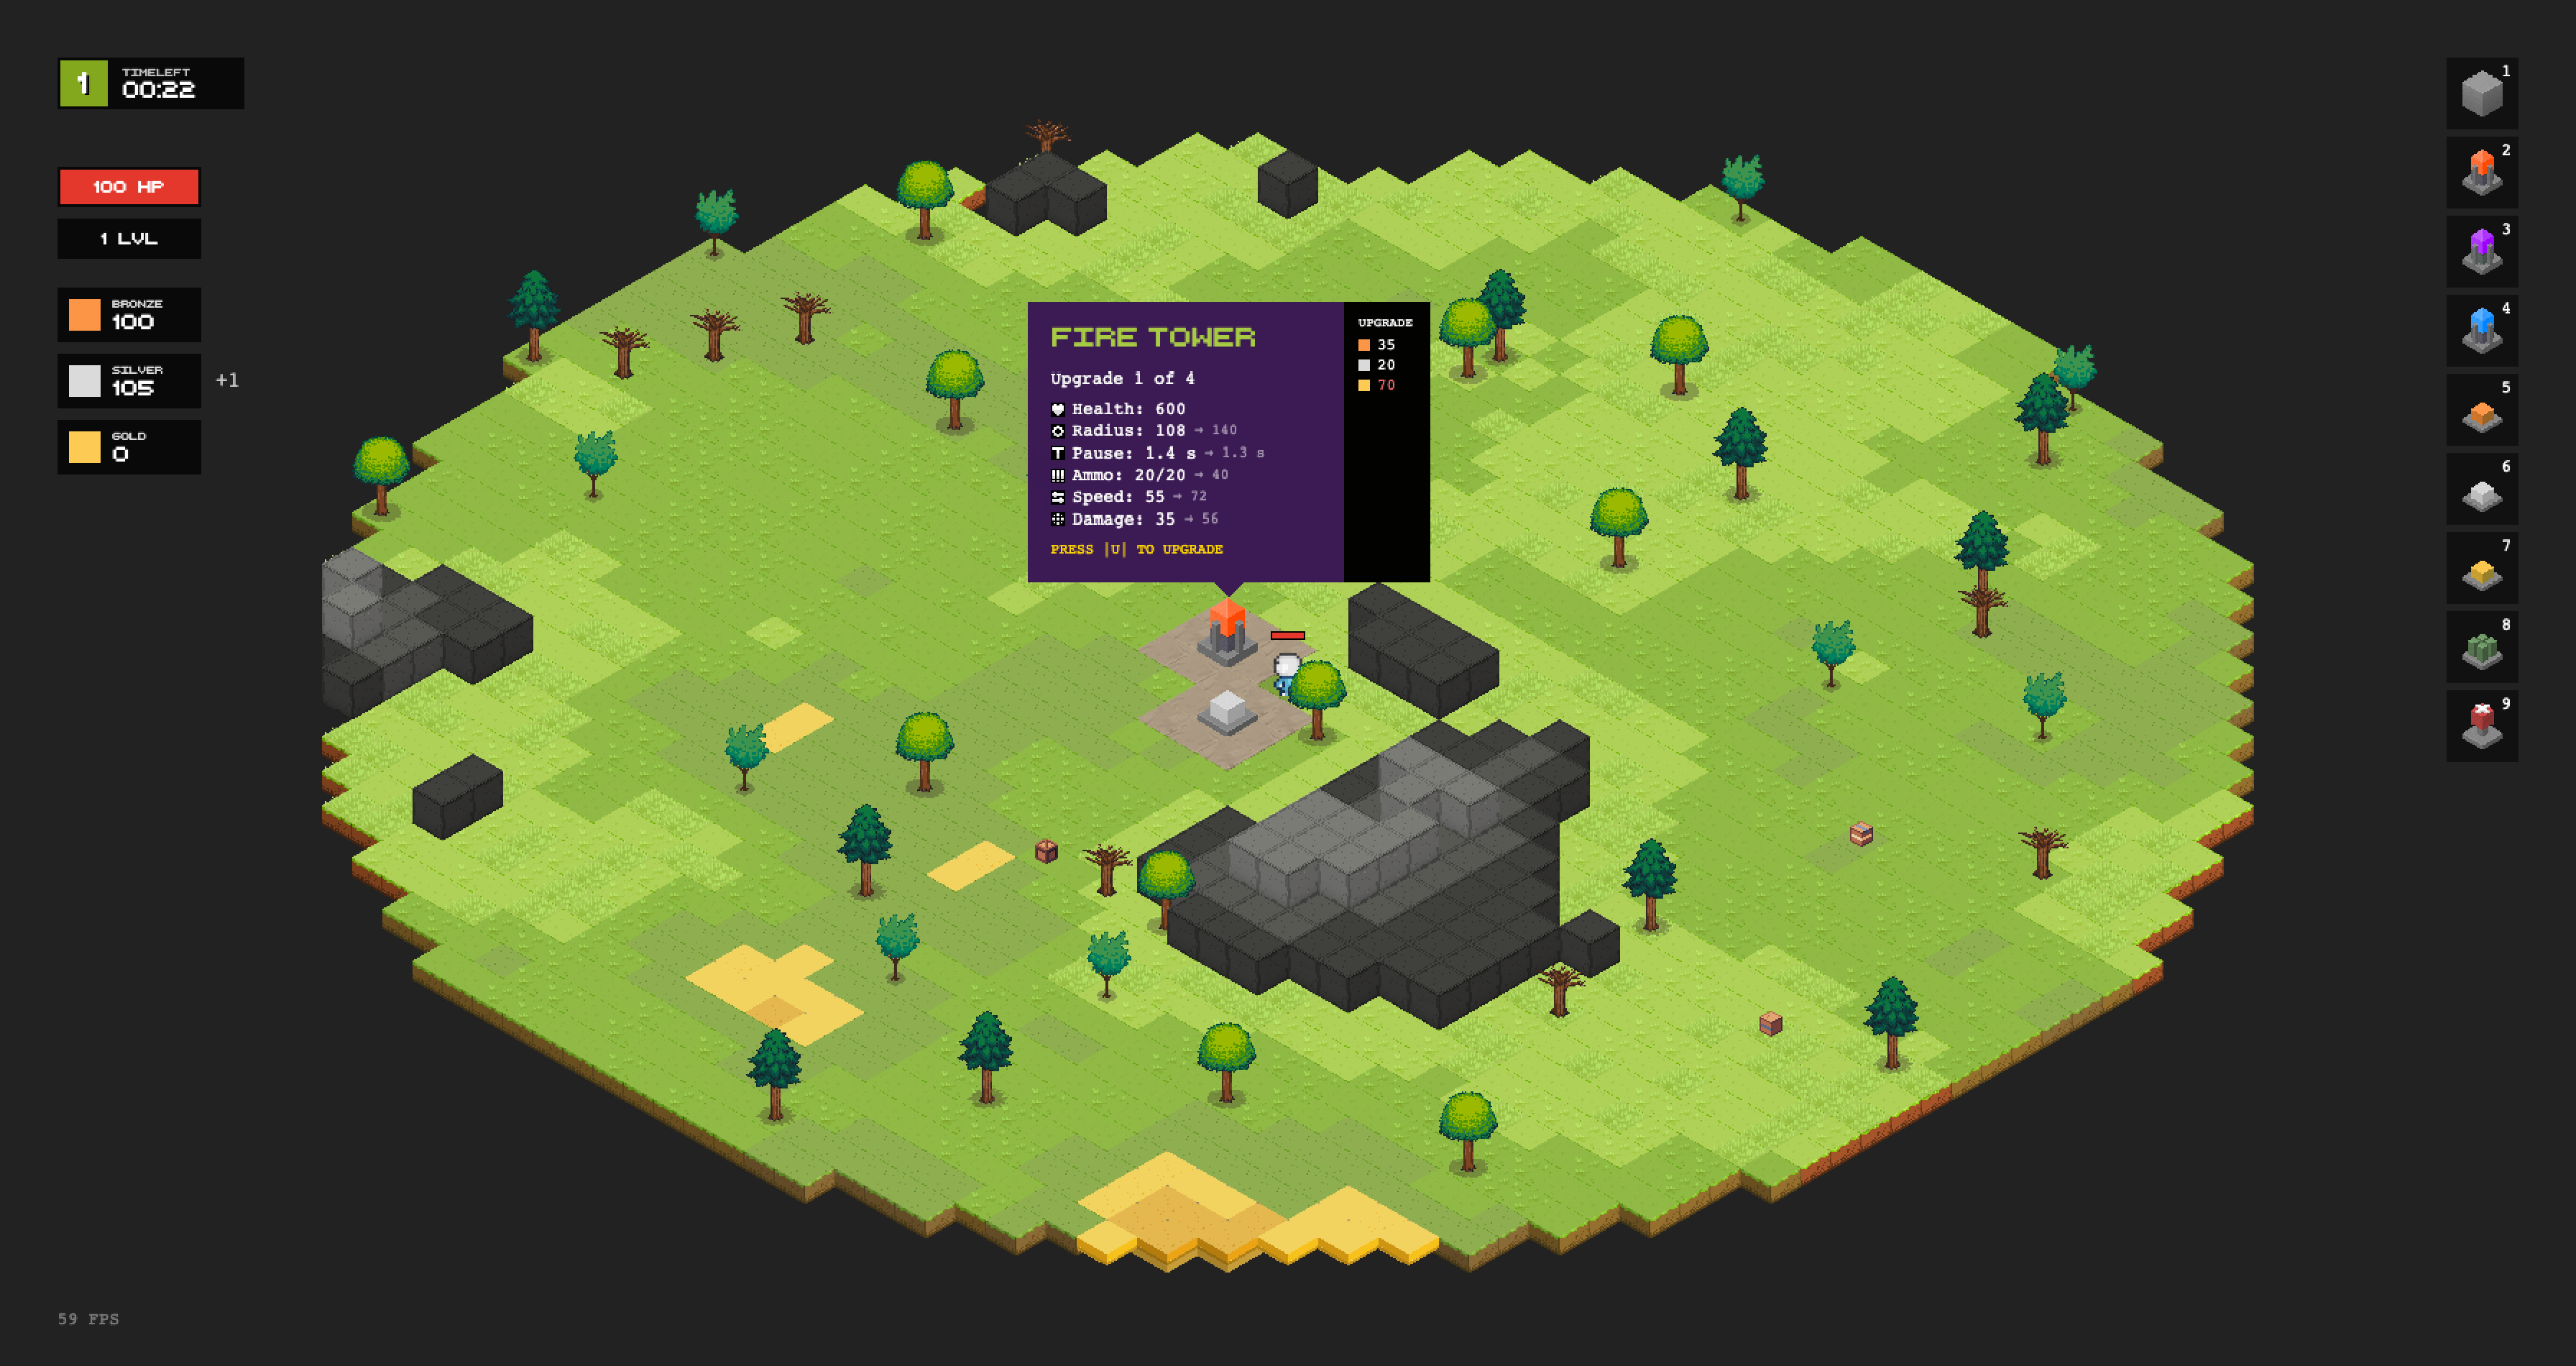 1
TIMELEFT
00:22
100 HP
1 LVL
BRONZE
100
SILVER
105
+1
GOLD
0
FIRE TOWER
Upgrade 1 of 4
Health: 600
Radius: 108 → 140
Pause: 1.4 s → 1.3 s
Ammo: 20/20 → 40
Speed: 55 → 72
Damage: 35 → 56
PRESS |U| TO UPGRADE
UPGRADE
35
20
70
1
2
3
4
5
6
7
8
9
59 FPS